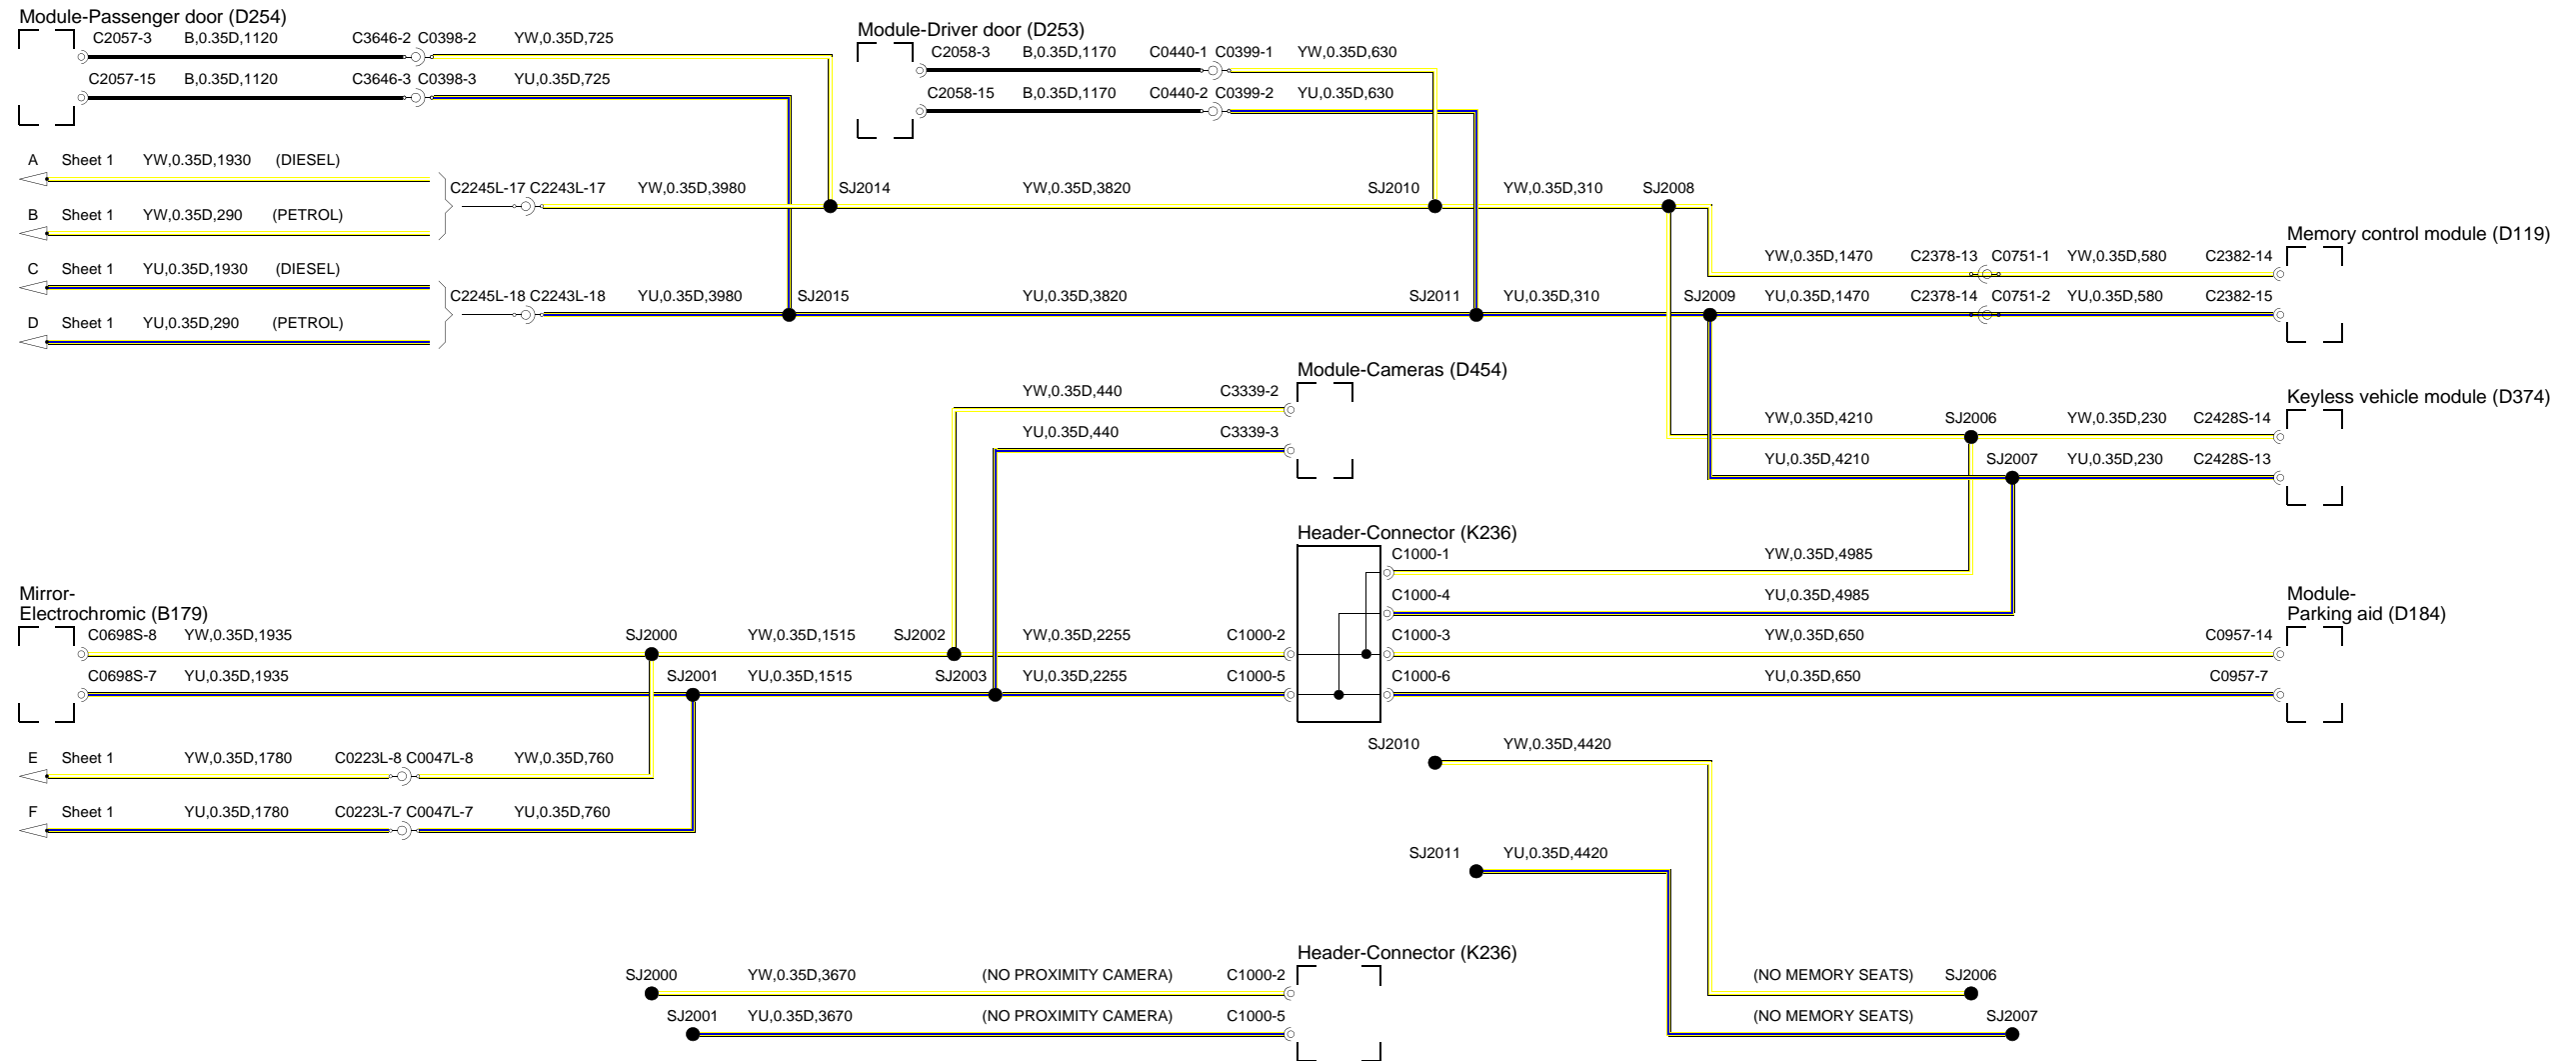 Module-Passenger door (D254)
C2057-3 B,0.35D,1120 C3646-2 C0398-2 YW,0.35D,725
C2057-15 B,0.35D,1120 C3646-3 C0398-3 YU,0.35D,725
Module-Driver door (D253)
C2058-3 B,0.35D,1170 C0440-1 C0399-1 YW,0.35D,630
C2058-15 B,0.35D,1170 C0440-2 C0399-2 YU,0.35D,630
A Sheet 1 YW,0.35D,1930 (DIESEL)
C2245L-17 C2243L-17 YW,0.35D,3980 SJ2014 YW,0.35D,3820 SJ2010 YW,0.35D,310 SJ2008
B Sheet 1 YW,0.35D,290 (PETROL)
Memory control module (D119)
YW,0.35D,1470 C2378-13 C0751-1 YW,0.35D,580 C2382-14
C Sheet 1 YU,0.35D,1930 (DIESEL)
C2245L-18 C2243L-18 YU,0.35D,3980 SJ2015 YU,0.35D,3820 SJ2011 YU,0.35D,310 SJ2009 YU,0.35D,1470 C2378-14 C0751-2 YU,0.35D,580 C2382-15
D Sheet 1 YU,0.35D,290 (PETROL)
Module-Cameras (D454)
YW,0.35D,440 C3339-2
YU,0.35D,440 C3339-3
Keyless vehicle module (D374)
YW,0.35D,4210 SJ2006 YW,0.35D,230 C2428S-14
YU,0.35D,4210 SJ2007 YU,0.35D,230 C2428S-13
Header-Connector (K236)
C1000-1 YW,0.35D,4985
C1000-4 YU,0.35D,4985
Mirror-
Electrochromic (B179)
Module-
Parking aid (D184)
C0698S-8 YW,0.35D,1935 SJ2000 YW,0.35D,1515 SJ2002 YW,0.35D,2255 C1000-2 C1000-3 YW,0.35D,650 C0957-14
C0698S-7 YU,0.35D,1935 SJ2001 YU,0.35D,1515 SJ2003 YU,0.35D,2255 C1000-5 C1000-6 YU,0.35D,650 C0957-7
E Sheet 1 YW,0.35D,1780 C0223L-8 C0047L-8 YW,0.35D,760
F Sheet 1 YU,0.35D,1780 C0223L-7 C0047L-7 YU,0.35D,760
SJ2010 YW,0.35D,4420
SJ2011 YU,0.35D,4420
Header-Connector (K236)
SJ2000 YW,0.35D,3670 (NO PROXIMITY CAMERA) C1000-2
SJ2001 YU,0.35D,3670 (NO PROXIMITY CAMERA) C1000-5
(NO MEMORY SEATS) SJ2006
(NO MEMORY SEATS) SJ2007